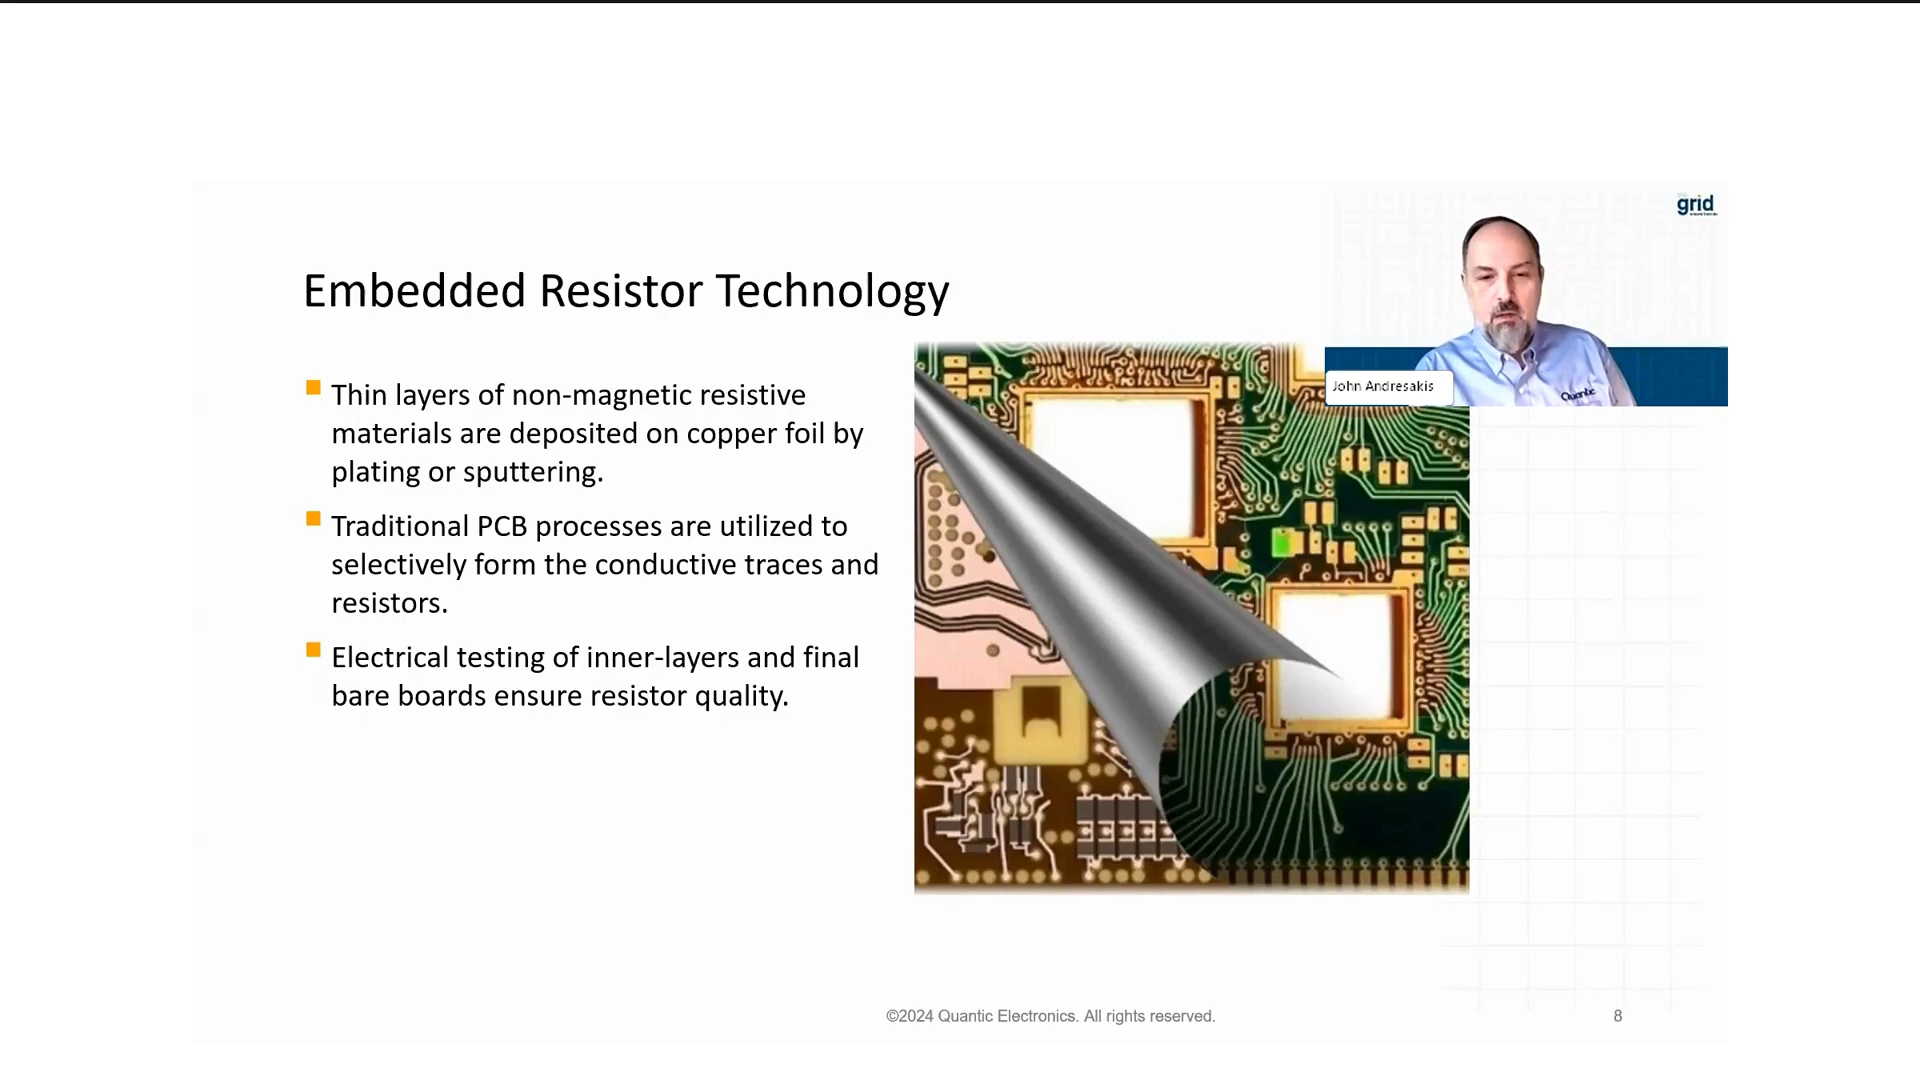 grid
Embedded Resistor Technology
John Andresakis
Quantic
Thin layers of non-magnetic resistive
materials are deposited on copper foil by
plating or sputtering.
Traditional PCB processes are utilized to
selectively form the conductive traces and
resistors.
Electrical testing of inner-layers and final
bare boards ensure resistor quality.
©2024 Quantic Electronics. All rights reserved.
8